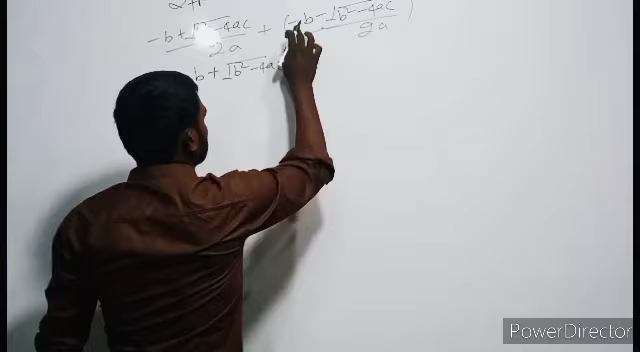 α+β
-b+√b²-4ac/2a + (-b-√b²-4ac/2a)
b+√b²-4a
PowerDirector